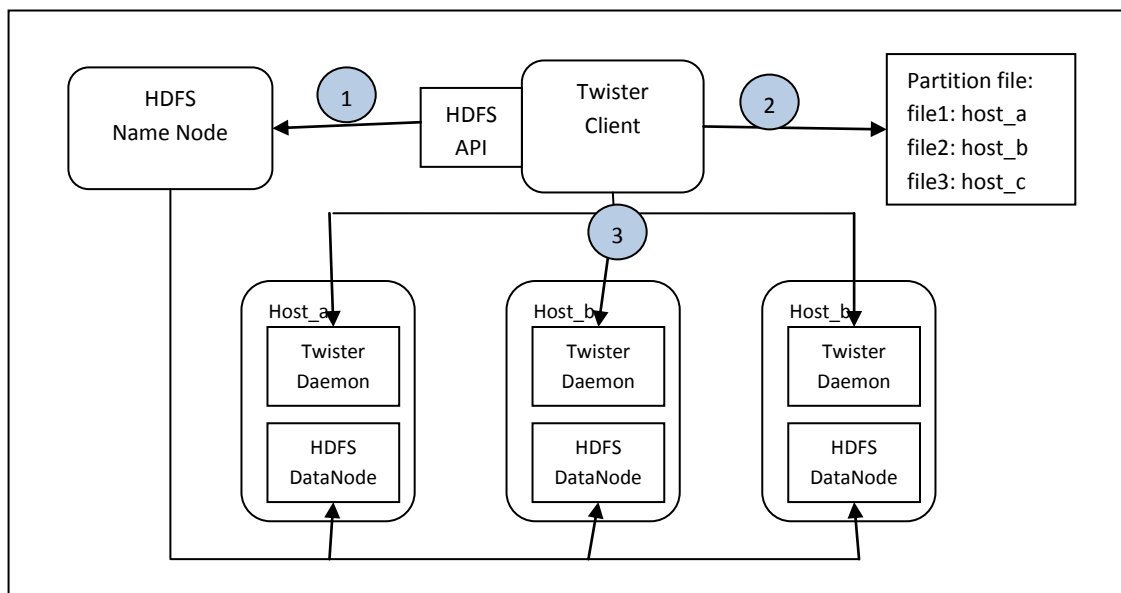 HDFS
Name Node
1
HDFS
API
Twister
Client
2
Partition file:
file1: host_a
file2: host_b
file3: host_c
3
Host_a
Twister
Daemon
HDFS
DataNode
Host_b
Twister
Daemon
HDFS
DataNode
Host_b
Twister
Daemon
HDFS
DataNode